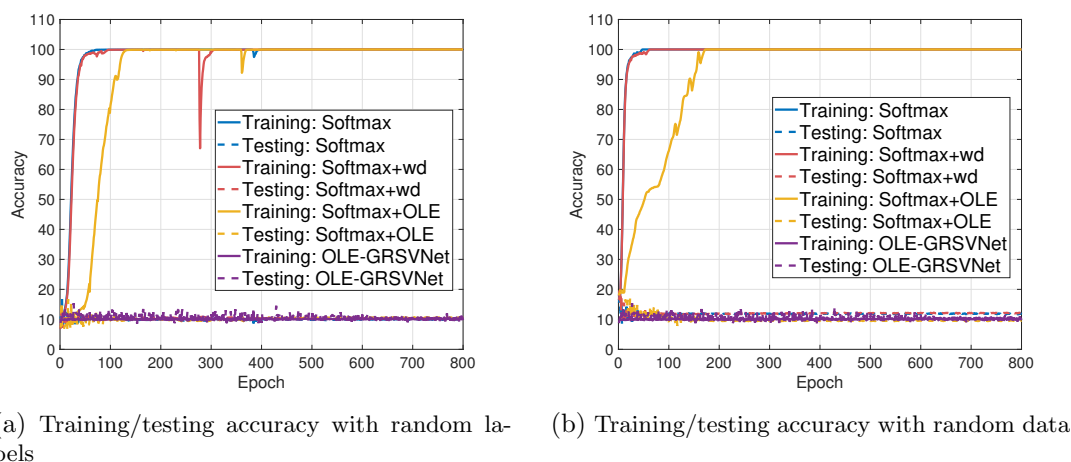 110
100
90
80
70
60
50
40
30
20
10
0
Accuracy
0 100 200 300 400 500 600 700 800
Epoch
Training: Softmax
Testing: Softmax
Training: Softmax+wd
Testing: Softmax+wd
Training: Softmax+OLE
Testing: Softmax+OLE
Training: OLE-GRSVNet
Testing: OLE-GRSVNet
110
100
90
80
70
60
50
40
30
20
10
0
Accuracy
0 100 200 300 400 500 600 700 800
Epoch
Training: Softmax
Testing: Softmax
Training: Softmax+wd
Testing: Softmax+wd
Training: Softmax+OLE
Testing: Softmax+OLE
Training: OLE-GRSVNet
Testing: OLE-GRSVNet
a) Training/testing accuracy with random la-
bels
(b) Training/testing accuracy with random data